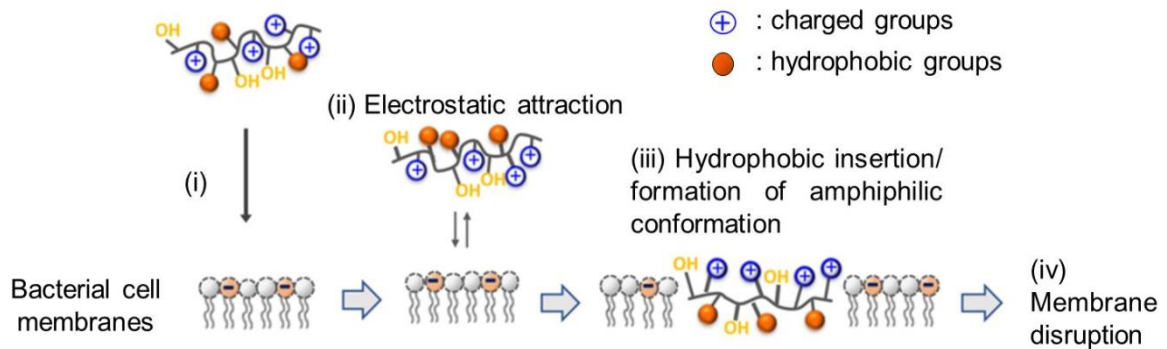 OH
OH
OH
: charged groups
: hydrophobic groups
(i)
(ii) Electrostatic attraction
OH
OH
OH
(iii) Hydrophobic insertion/
formation of amphiphilic
conformation
OH
OH
OH
Bacterial cell
membranes
(iv)
Membrane
disruption